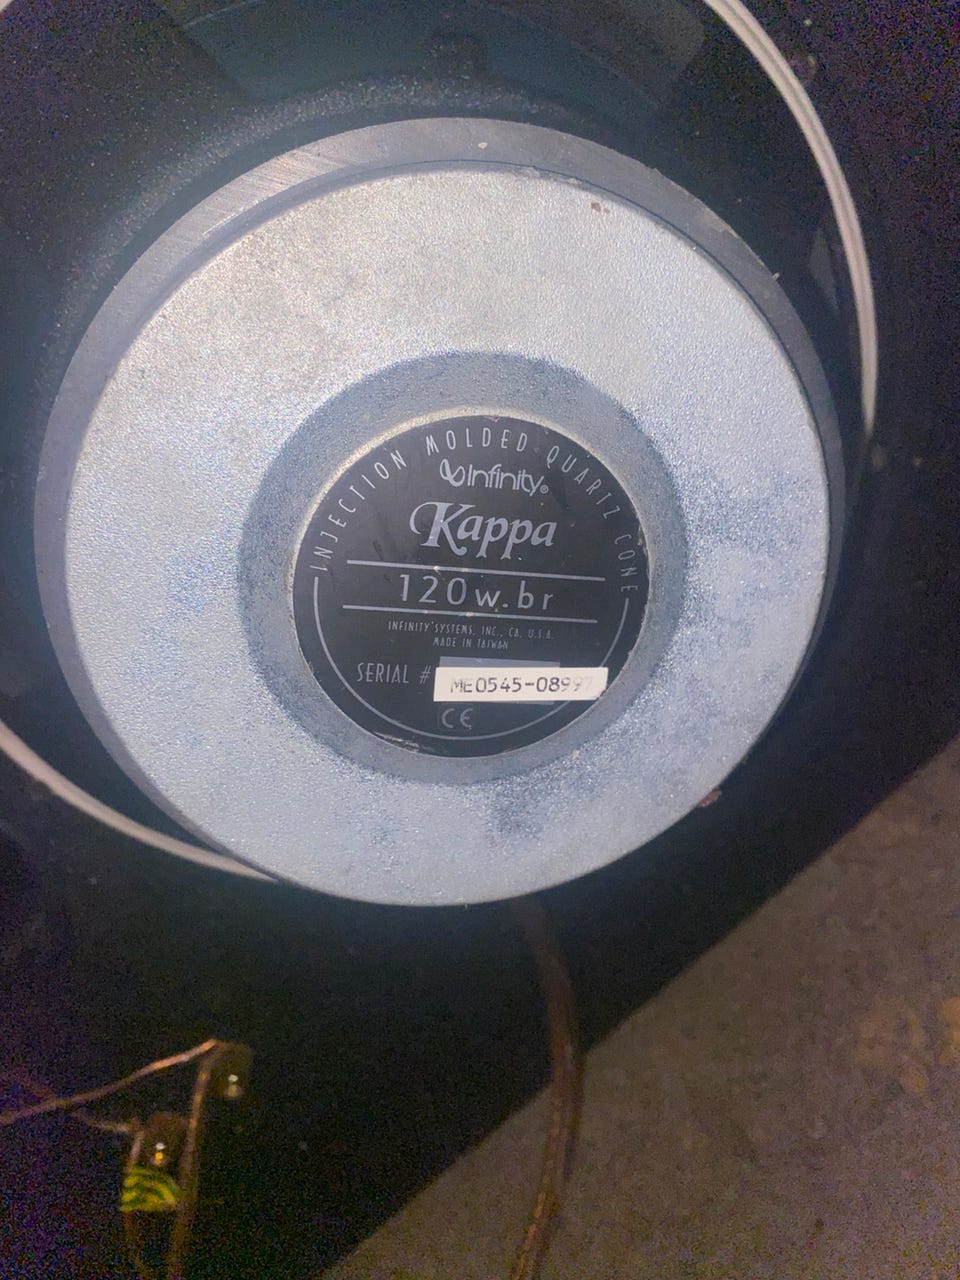 INJECTION MOLDED QUARTZ CONE
Infinity®
Kappa
120w.br
INFINITY SYSTEMS, INC., CA, U.S.A.
MADE IN TAIWAN
SERIAL # ME0545-08997
CE